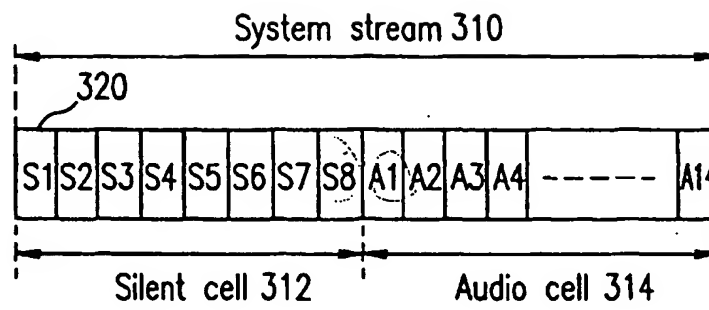 System stream 310
320
S1 S2 S3 S4 S5 S6 S7 S8 A1 A2 A3 A4 ----- A14
Silent cell 312 Audio cell 314